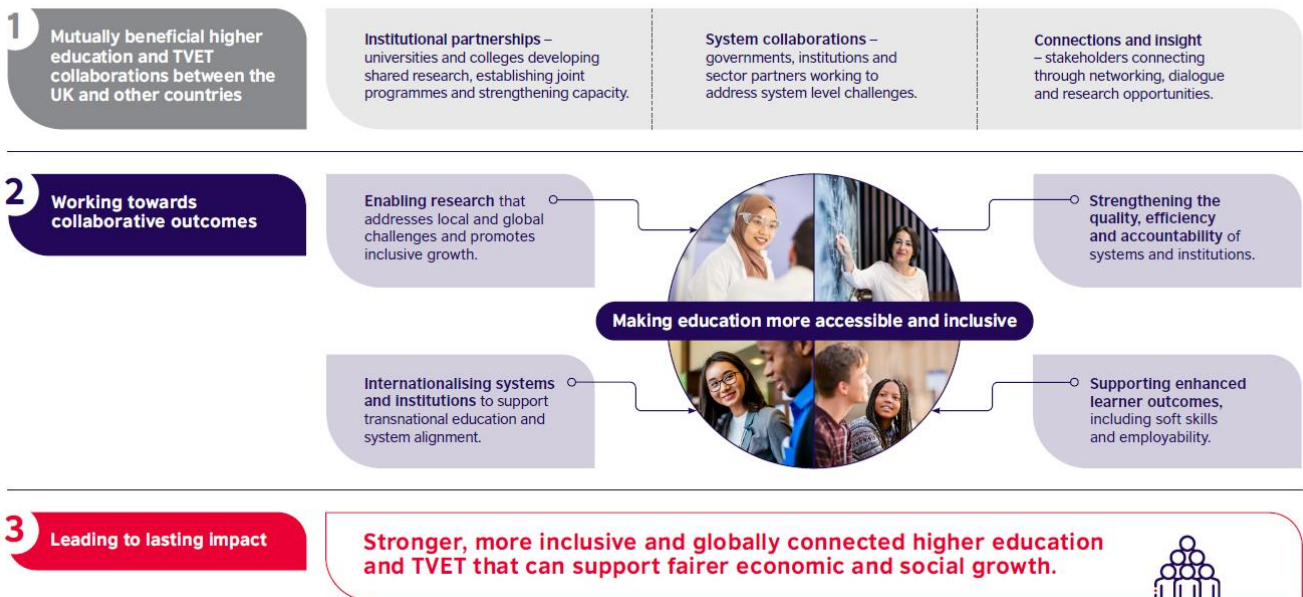 1
Mutually beneficial higher
education and TVET
collaborations between the
UK and other countries
Institutional partnerships –
universities and colleges developing
shared research, establishing joint
programmes and strengthening capacity.
System collaborations –
governments, institutions and
sector partners working to
address system level challenges.
Connections and insight
– stakeholders connecting
through networking, dialogue
and research opportunities.
2
Working towards
collaborative outcomes
Enabling research that
addresses local and global
challenges and promotes
inclusive growth.
Strengthening the
quality, efficiency
and accountability of
systems and institutions.
Making education more accessible and inclusive
Internationalising systems
and institutions to support
transnational education and
system alignment.
Supporting enhanced
learner outcomes,
including soft skills
and employability.
3
Leading to lasting impact
Stronger, more inclusive and globally connected higher education
and TVET that can support fairer economic and social growth.